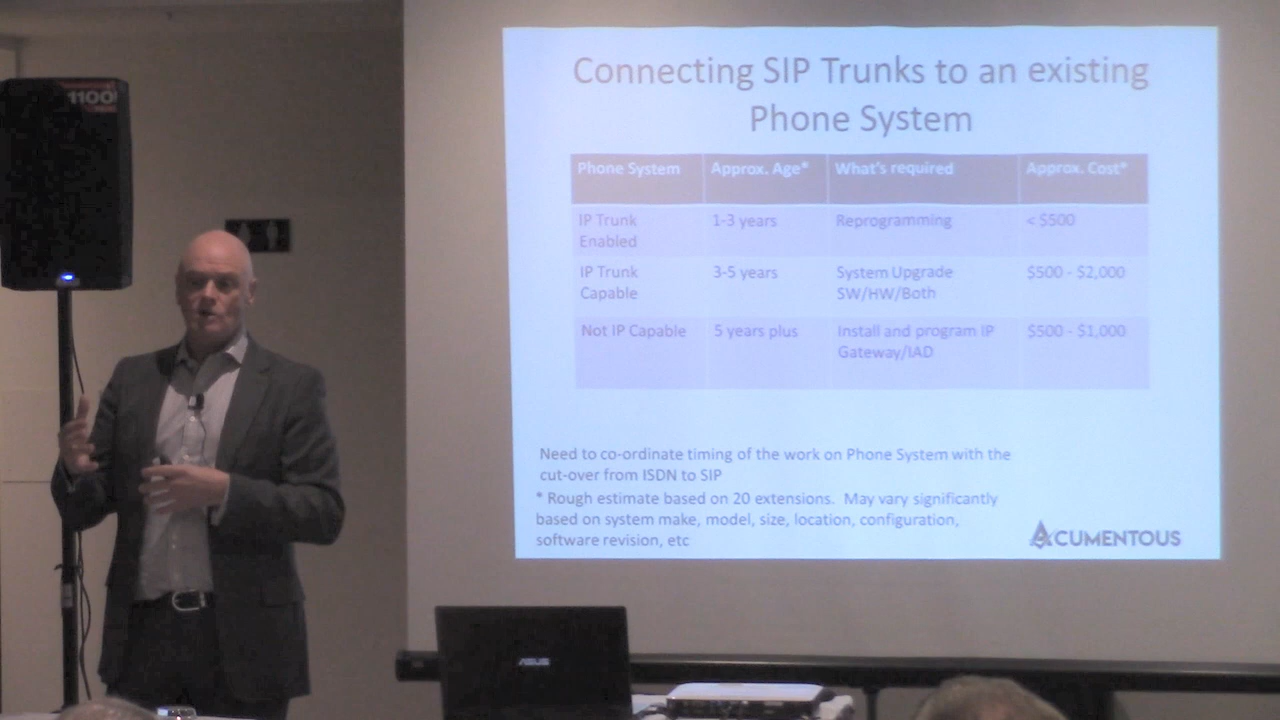 1100
Connecting SIP Trunks to an existing
Phone System
Phone System Approx. Age* What's required Approx. Cost*
IP Trunk Enabled 1-3 years Reprogramming < $500
IP Trunk Capable 3-5 years System Upgrade SW/HW/Both $500 - $2,000
Not IP Capable 5 years plus Install and program IP Gateway/IAD $500 - $1,000
Need to co-ordinate timing of the work on Phone System with the
cut-over from ISDN to SIP
* Rough estimate based on 20 extensions. May vary significantly
based on system make, model, size, location, configuration,
software revision, etc
ACUMENTOUS
ASUS